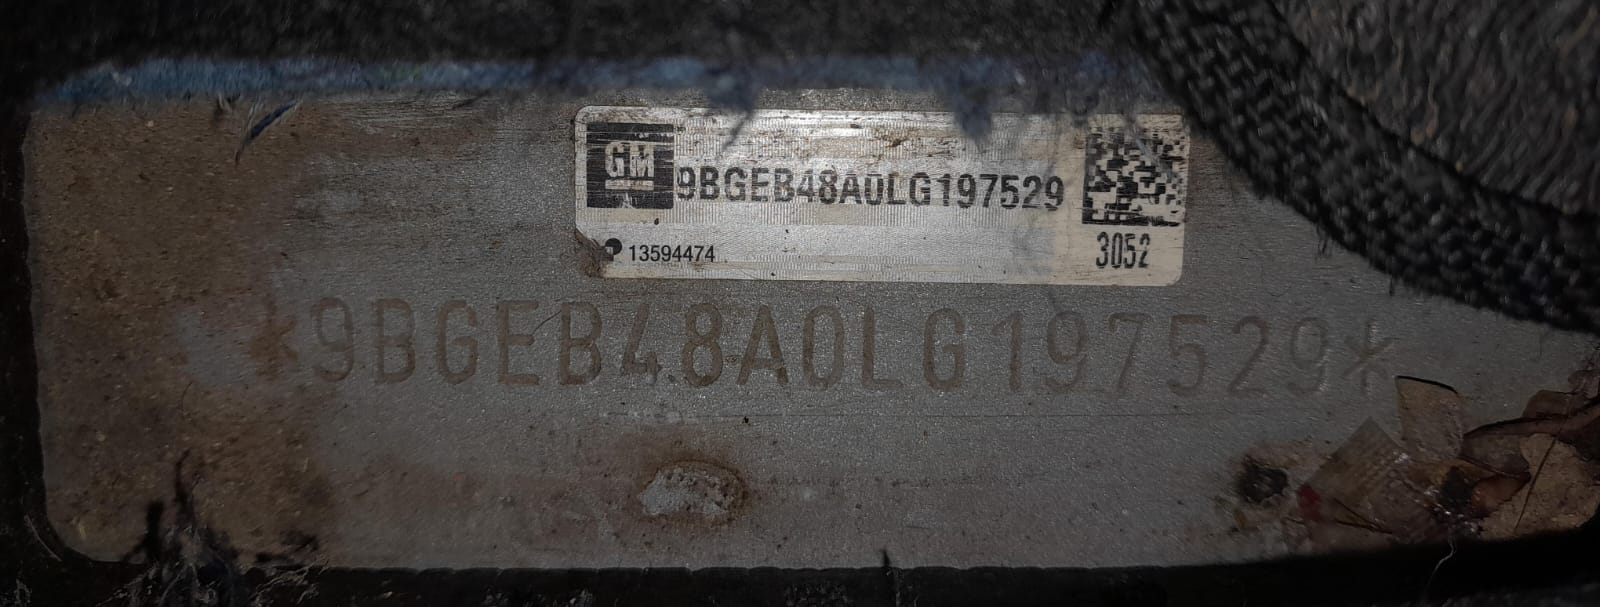 GM 9BGEB48A0LG197529
13594474 3052
*9BGEB48A0LG197529*